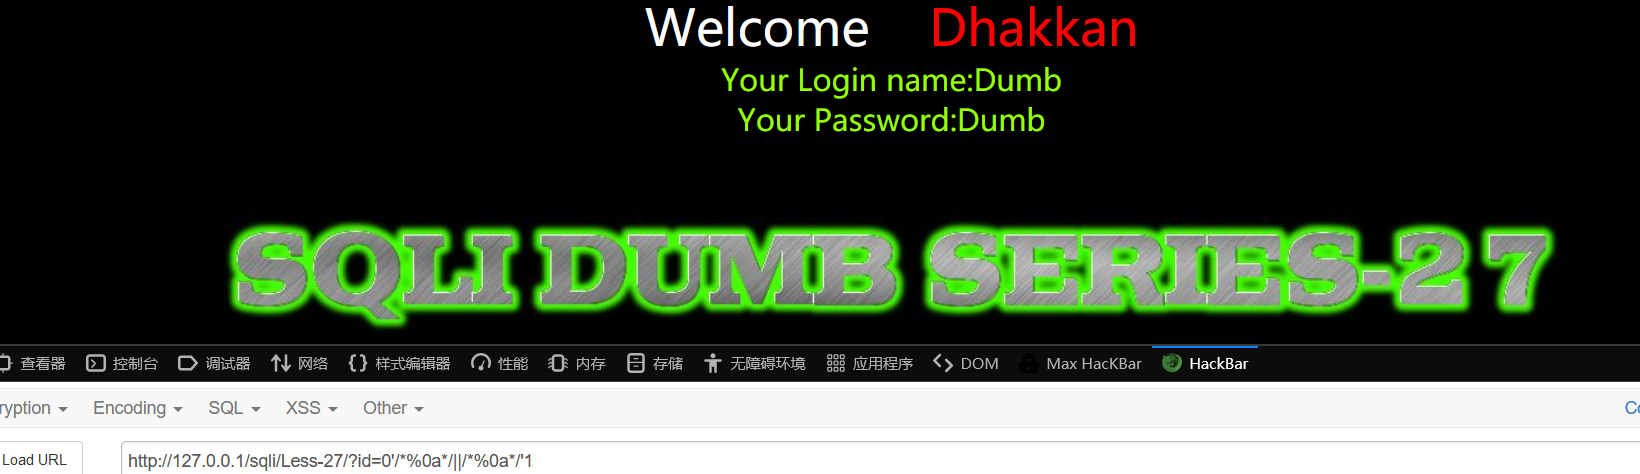 Welcome Dhakkan
Your Login name:Dumb
Your Password:Dumb
SQLI DUMB SERIES-27
查看器 控制台 调试器 网络 样式编辑器 性能 内存 存储 无障碍环境 应用程序 DOM Max HacKBar HackBar
ryption Encoding SQL XSS Other Co
Load URL http://127.0.0.1/sqli/Less-27/?id=0'/*%0a*/||/*%0a*/'1